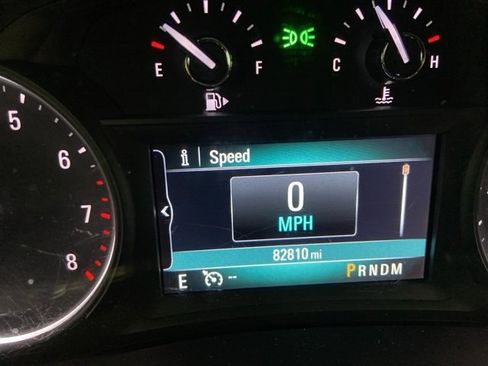 E F
C H
5
6
7
8
i Speed
0
MPH
82810 mi
E -- PRNDM